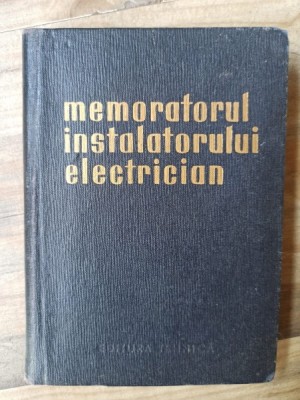 memoratorul
instalatorului
electrician
EDITURA TEHNICĂ